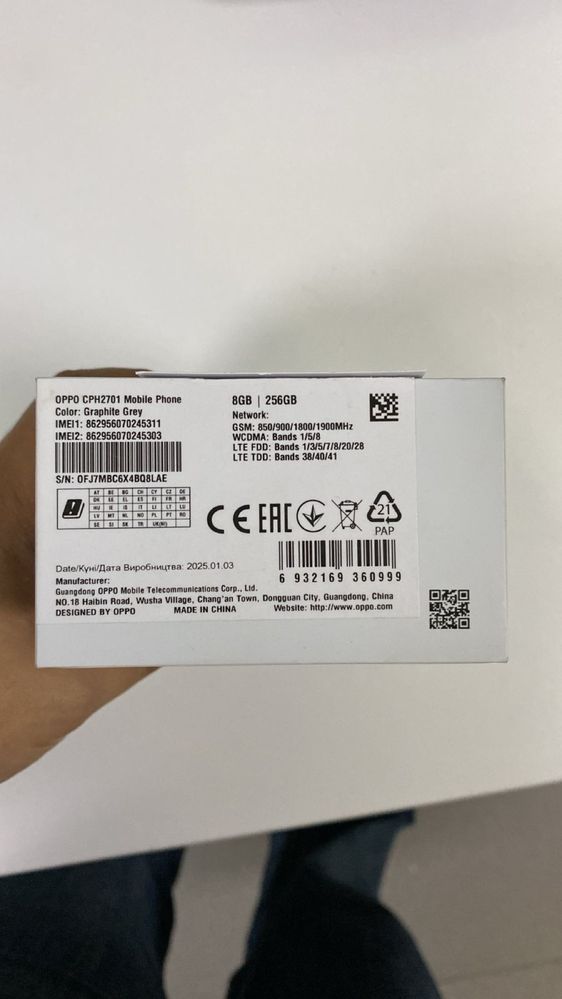 OPPO CPH2701 Mobile Phone
Color: Graphite Grey
IMEI1: 862956070245311
IMEI2: 862956070245303
S/N: OFJ7MBC6X4BQ8LAE
8GB | 256GB
Network:
GSM: 850/900/1800/1900MHz
WCDMA: Bands 1/5/8
LTE FDD: Bands 1/3/5/7/8/20/28
LTE TDD: Bands 38/40/41
AT BE BG CH CY CZ DE
DK EE EL ES FI FR HR
HU IE IS IT LI LT LU
LV MT NL NO PL PT RO
SE SI SK TR UK(NI)
CE EAC
21
PAP
Date/Күні/Дата Виробництва: 2025.01.03
6 932169 360999
Manufacturer:
Guangdong OPPO Mobile Telecommunications Corp., Ltd.
NO.18 Haibin Road, Wusha Village, Chang'an Town, Dongguan City, Guangdong, China
DESIGNED BY OPPO MADE IN CHINA Website: http://www.oppo.com